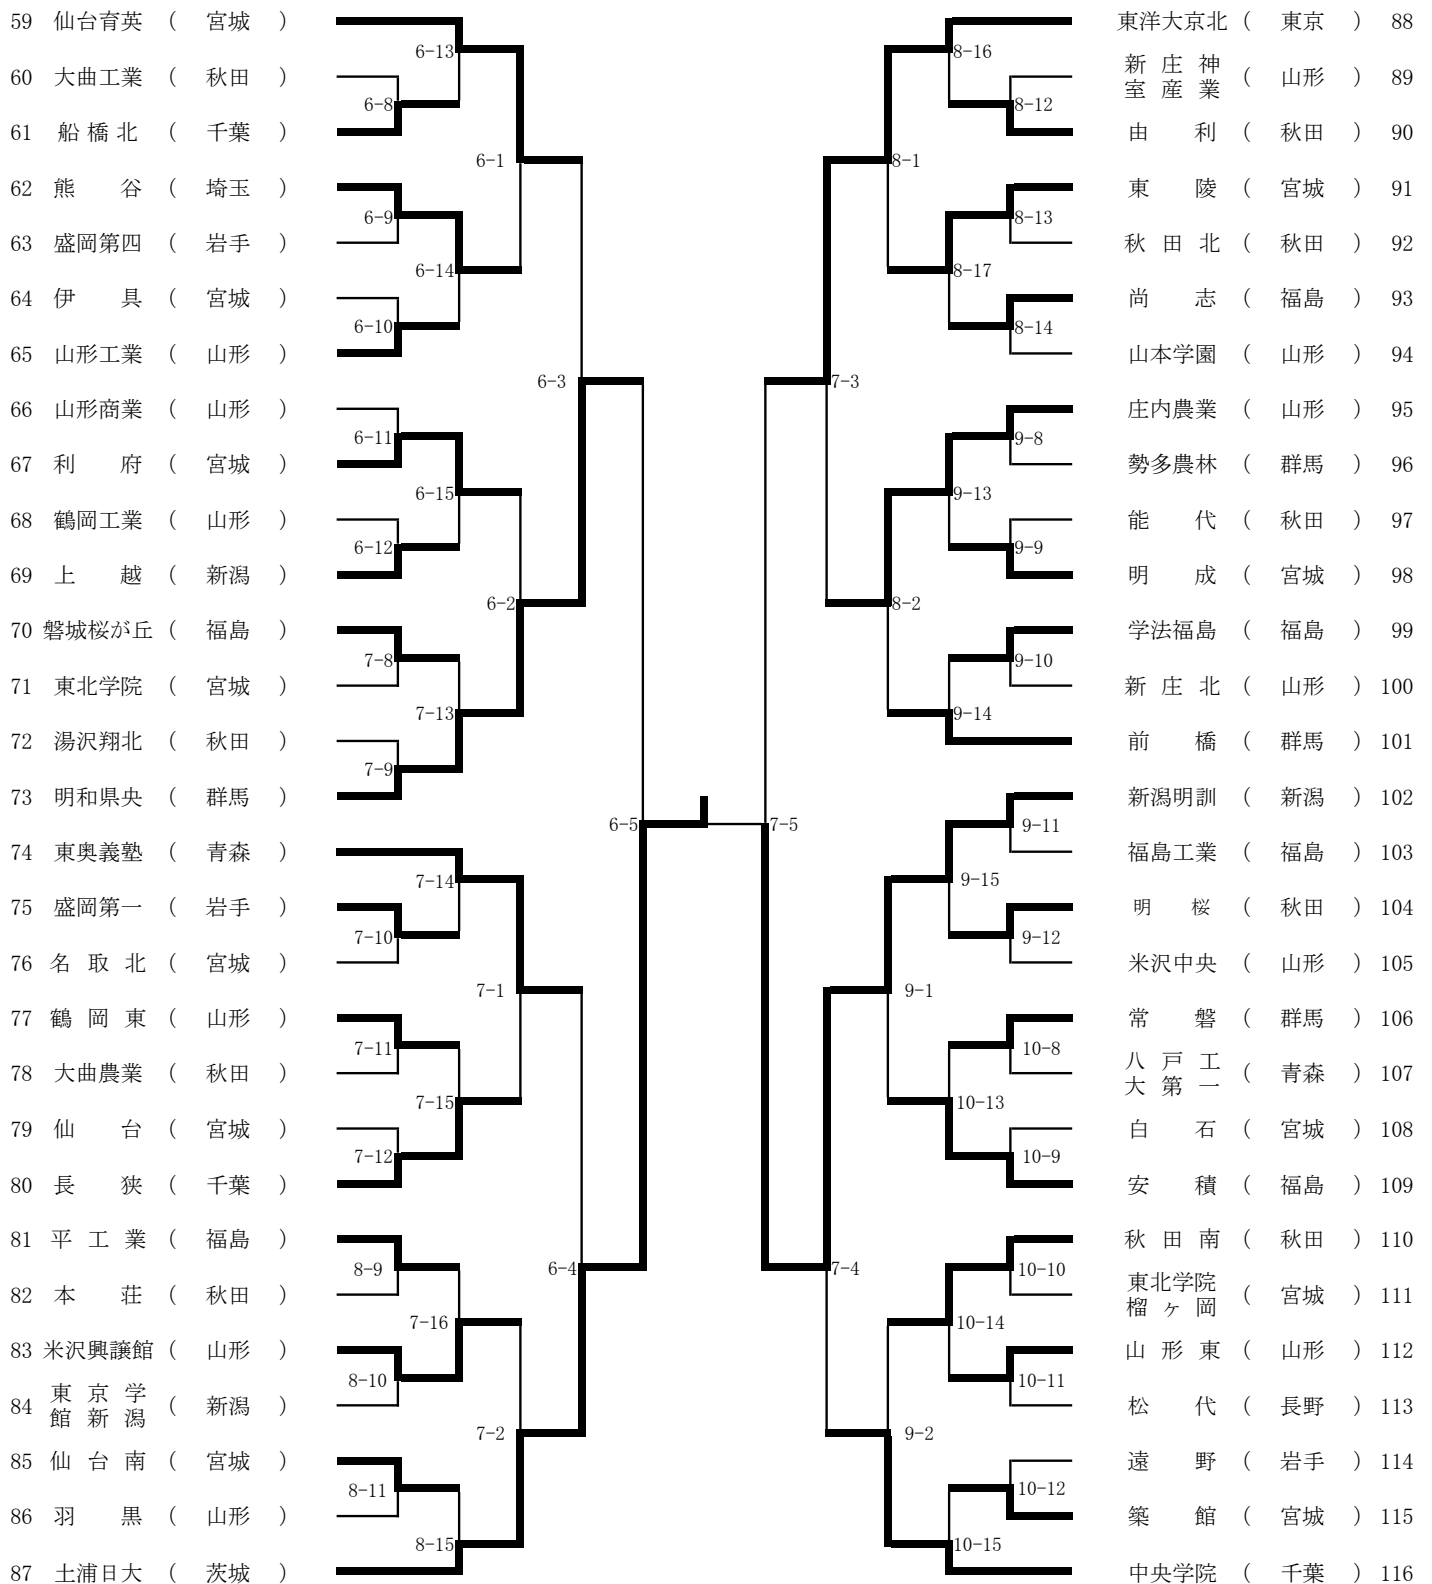 59 仙台育英 ( 宮城 )
60 大曲工業 ( 秋田 )
61 船橋北 ( 千葉 )
62 熊谷 ( 埼玉 )
63 盛岡第四 ( 岩手 )
64 伊具 ( 宮城 )
65 山形工業 ( 山形 )
66 山形商業 ( 山形 )
67 利府 ( 宮城 )
68 鶴岡工業 ( 山形 )
69 上越 ( 新潟 )
70 磐城桜が丘 ( 福島 )
71 東北学院 ( 宮城 )
72 湯沢翔北 ( 秋田 )
73 明和県央 ( 群馬 )
74 東奥義塾 ( 青森 )
75 盛岡第一 ( 岩手 )
76 名取北 ( 宮城 )
77 鶴岡東 ( 山形 )
78 大曲農業 ( 秋田 )
79 仙台 ( 宮城 )
80 長狭 ( 千葉 )
81 平工業 ( 福島 )
82 本荘 ( 秋田 )
83 米沢興譲館 ( 山形 )
84 東京学
館新潟 ( 新潟 )
85 仙台南 ( 宮城 )
86 羽黒 ( 山形 )
87 土浦日大 ( 茨城 )
6-13
6-8
6-1
6-9
6-14
6-10
6-3
6-11
6-15
6-12
6-2
7-8
7-13
7-9
6-5
7-14
7-10
7-1
7-11
7-15
7-12
6-4
8-9
7-16
8-10
7-2
8-11
8-15
8-16
8-12
8-1
8-13
8-17
8-14
7-3
9-8
9-13
9-9
8-2
9-10
9-14
7-5
9-11
9-15
9-12
9-1
10-8
10-13
10-9
7-4
10-10
10-14
10-11
9-2
10-12
10-15
東洋大京北 ( 東京 ) 88
新庄神
室産業 ( 山形 ) 89
由利 ( 秋田 ) 90
東陵 ( 宮城 ) 91
秋田北 ( 秋田 ) 92
尚志 ( 福島 ) 93
山本学園 ( 山形 ) 94
庄内農業 ( 山形 ) 95
勢多農林 ( 群馬 ) 96
能代 ( 秋田 ) 97
明成 ( 宮城 ) 98
学法福島 ( 福島 ) 99
新庄北 ( 山形 ) 100
前橋 ( 群馬 ) 101
新潟明訓 ( 新潟 ) 102
福島工業 ( 福島 ) 103
明桜 ( 秋田 ) 104
米沢中央 ( 山形 ) 105
常磐 ( 群馬 ) 106
八戸工
大第一 ( 青森 ) 107
白石 ( 宮城 ) 108
安積 ( 福島 ) 109
秋田南 ( 秋田 ) 110
東北学院
榴ヶ岡 ( 宮城 ) 111
山形東 ( 山形 ) 112
松代 ( 長野 ) 113
遠野 ( 岩手 ) 114
築館 ( 宮城 ) 115
中央学院 ( 千葉 ) 116